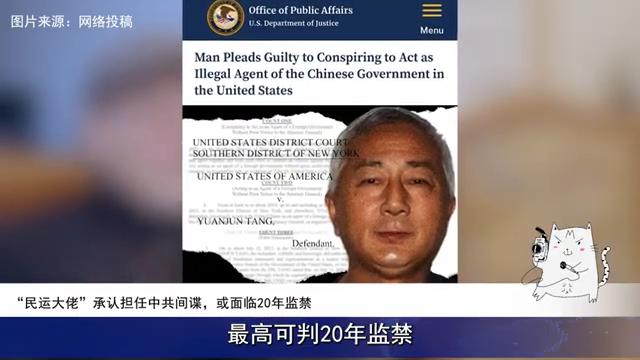 图片来源：网络投稿
Office of Public Affairs
U.S. Department of Justice
Menu
Man Pleads Guilty to Conspiring to Act as
Illegal Agent of the Chinese Government in
the United States
COUNT ONE
UNITED STATES DISTRICT COURT
SOUTHERN DISTRICT OF NEW YORK
UNITED STATES OF AMERICA
COUNT TWO
v.
YUANJUN TANG,
COUNT THREE
Defendant.
“民运大佬”承认担任中共间谍，或面临20年监禁
最高可判20年监禁